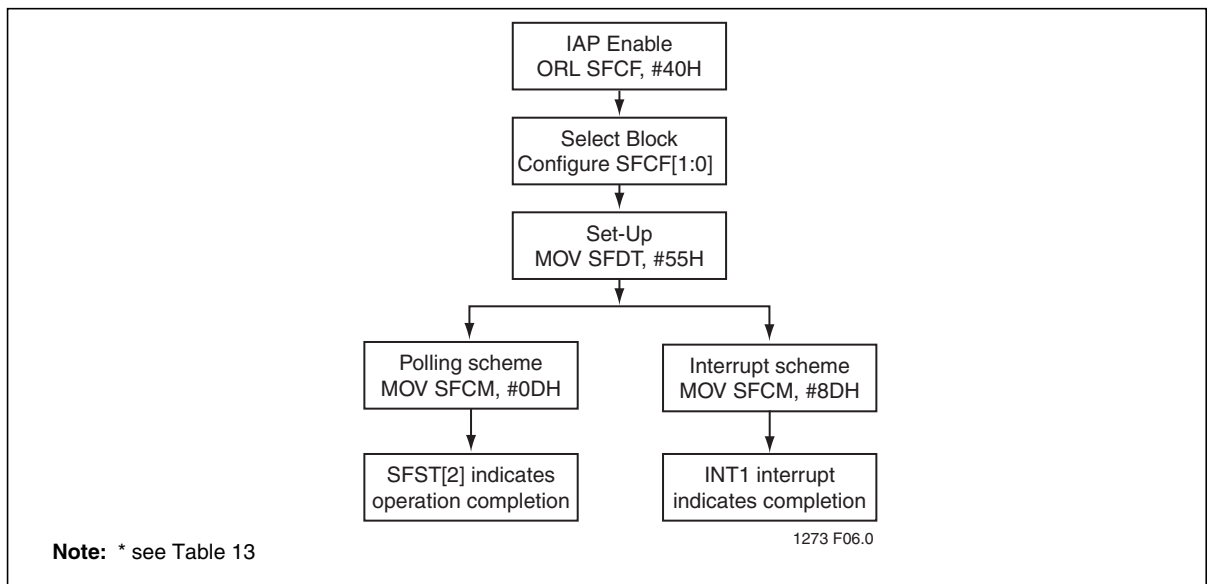 IAP Enable
ORL SFCF, #40H
Select Block
Configure SFCF[1:0]
Set-Up
MOV SFDT, #55H
Polling scheme
MOV SFCM, #0DH
Interrupt scheme
MOV SFCM, #8DH
SFST[2] indicates
operation completion
INT1 interrupt
indicates completion
1273 F06.0
Note: * see Table 13